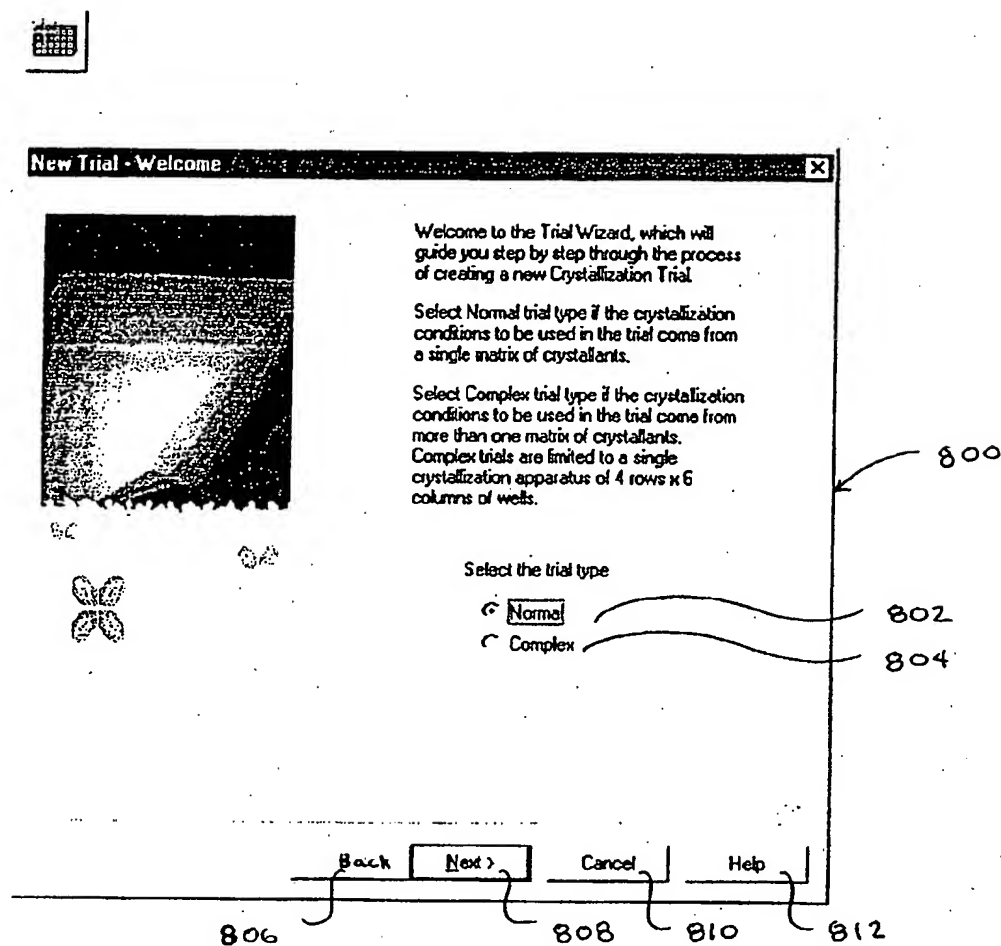 New Trial - Welcome
Welcome to the Trial Wizard, which will
guide you step by step through the process
of creating a new Crystallization Trial
Select Normal trial type if the crystallization
conditions to be used in the trial come from
a single matrix of crystallants.
Select Complex trial type if the crystallization
conditions to be used in the trial come from
more than one matrix of crystallants.
Complex trials are limited to a single
crystallization apparatus of 4 rows x 6
columns of wells.
800
Select the trial type
Normal
802
Complex
804
Back
Next >
Cancel
Help
806
808
810
812